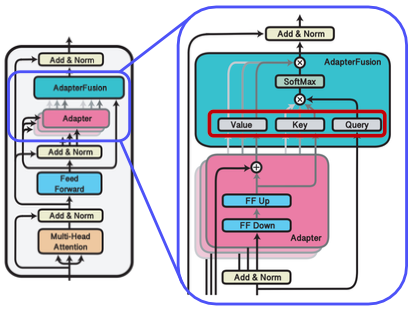 Add & Norm
AdapterFusion
Adapter
Add & Norm
Feed
Forward
Add & Norm
Multi-Head
Attention
Add & Norm
AdapterFusion
SoftMax
Value
Key
Query
FF Up
FF Down
Adapter
Add & Norm